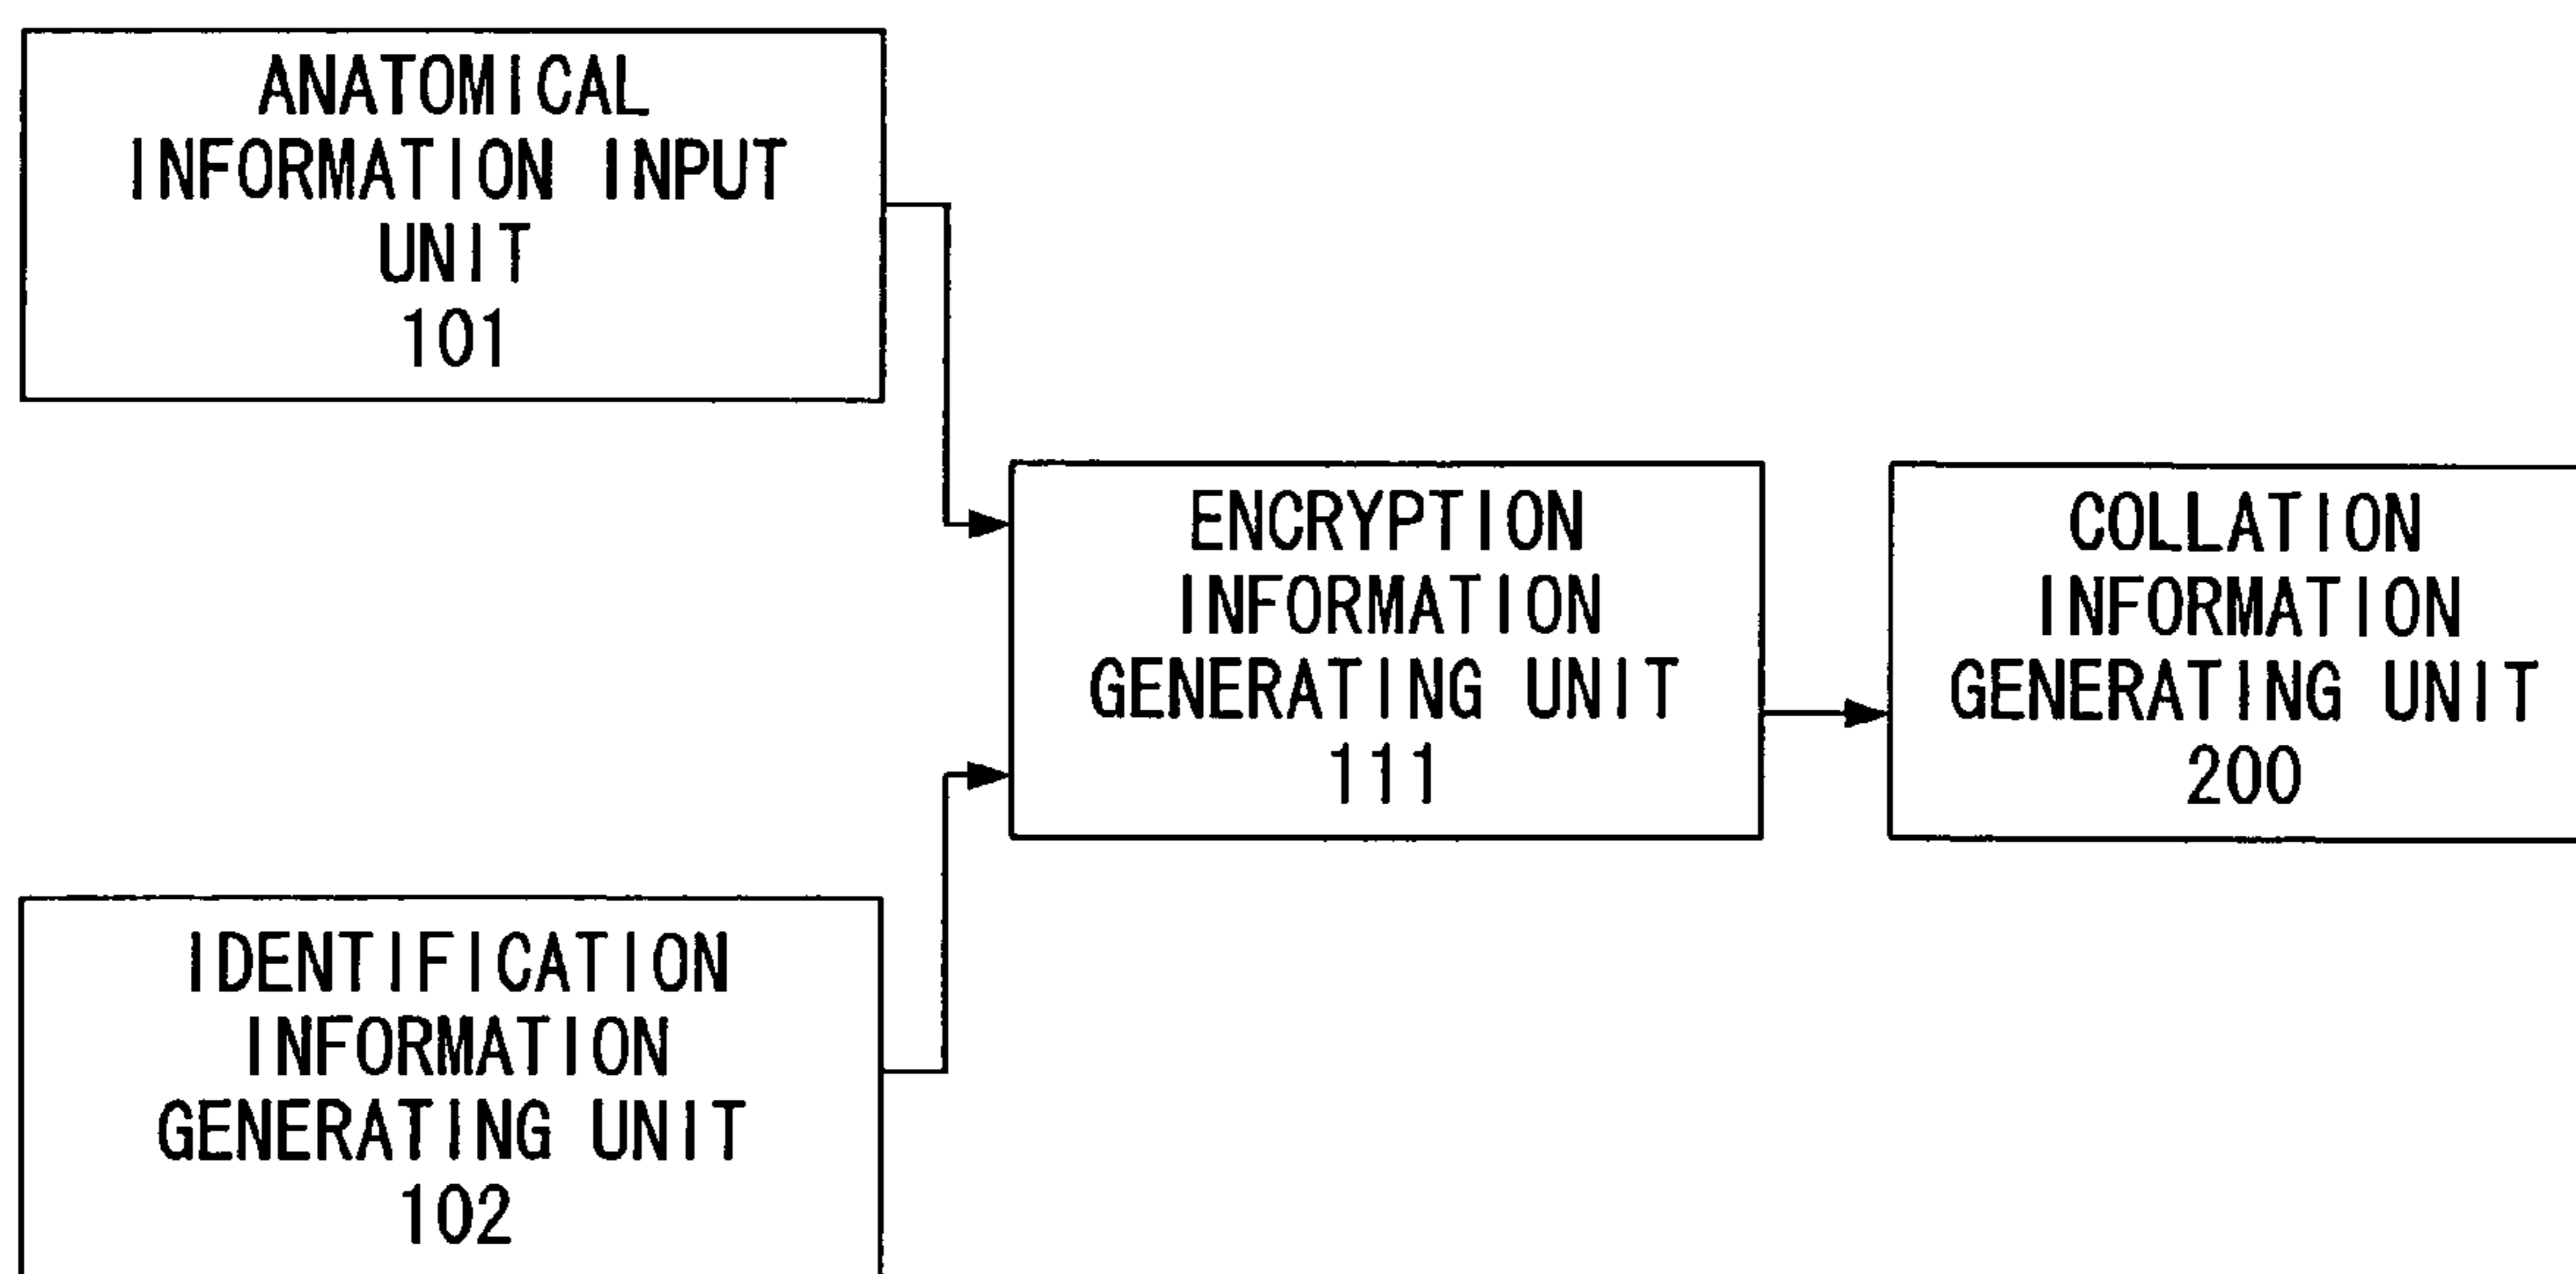 ANATOMICAL
INFORMATION INPUT
UNIT
101
ENCRYPTION
INFORMATION
GENERATING UNIT
111
COLLATION
INFORMATION
GENERATING UNIT
200
IDENTIFICATION
INFORMATION
GENERATING UNIT
102